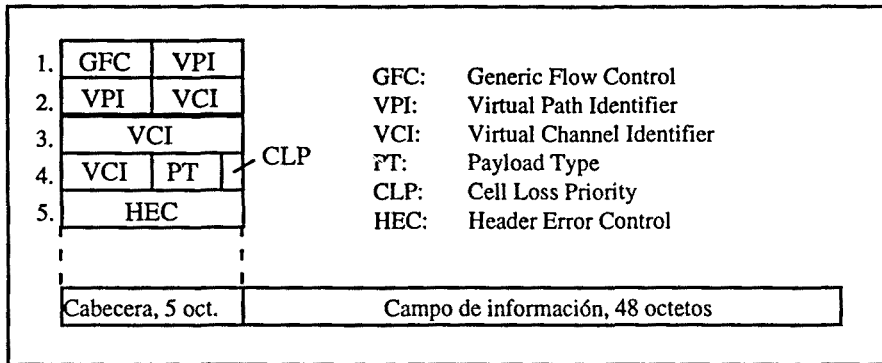 1. GFC VPI
2. VPI VCI
3. VCI
4. VCI PT CLP
5. HEC
GFC: Generic Flow Control
VPI: Virtual Path Identifier
VCI: Virtual Channel Identifier
PT: Payload Type
CLP: Cell Loss Priority
HEC: Header Error Control
Cabecera, 5 oct. Campo de información, 48 octetos